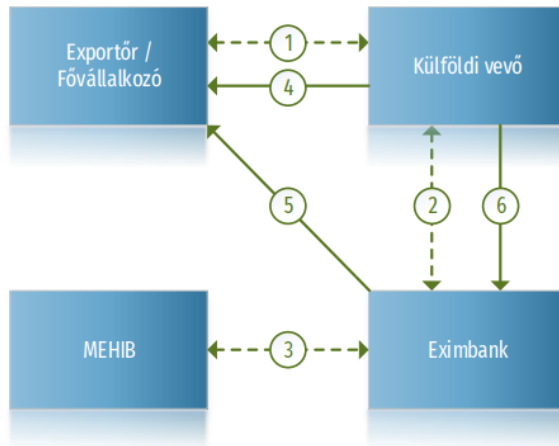 Exportőr /
Fővállalkozó
1
4
Külföldi vevő
5
2
6
MEHIB
3
Eximbank